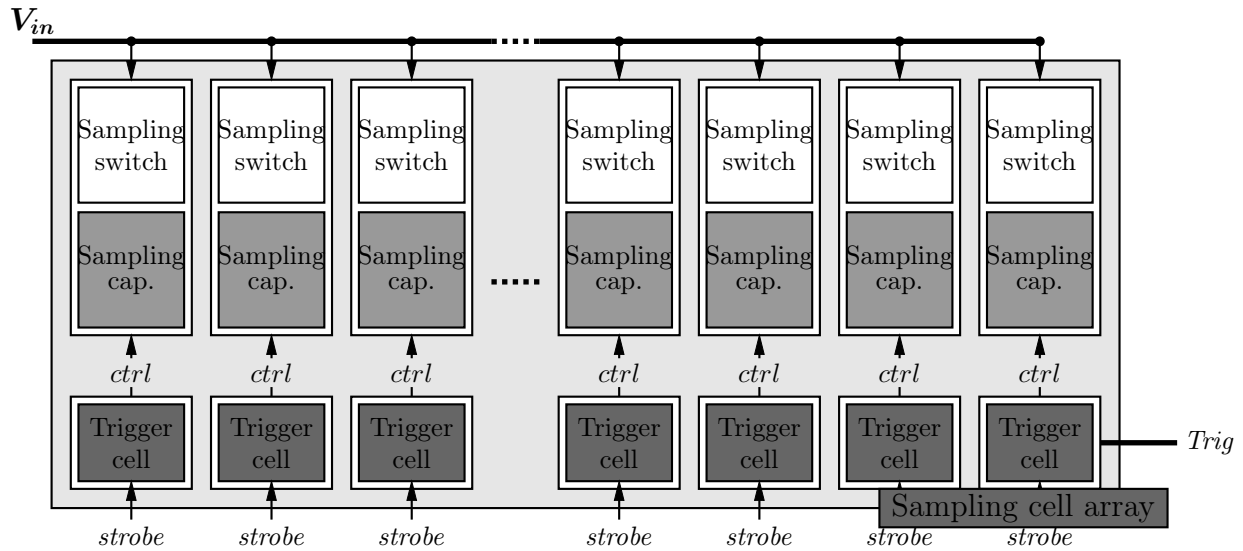 V_in
Sampling Sampling Sampling Sampling Sampling Sampling Sampling
switch switch switch switch switch switch switch
Sampling Sampling Sampling Sampling Sampling Sampling Sampling
cap. cap. cap. cap. cap. cap. cap.
ctrl ctrl ctrl ctrl ctrl ctrl ctrl
Trigger Trigger Trigger Trigger Trigger Trigger Trigger
cell cell cell cell cell cell cell
Trig
Sampling cell array
strobe strobe strobe strobe strobe strobe strobe